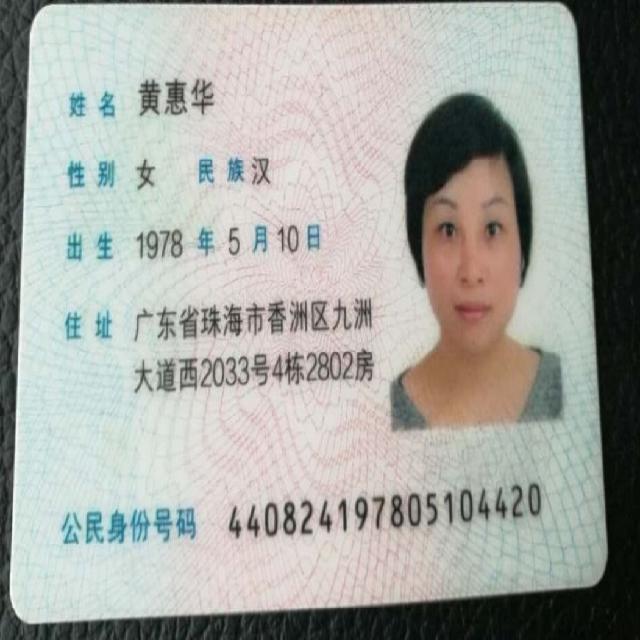 姓名 黄惠华
性别 女 民族 汉
出生 1978 年 5 月 10 日
住址 广东省珠海市香洲区九洲
大道西2033号4栋2802房
公民身份号码 440824197805104420